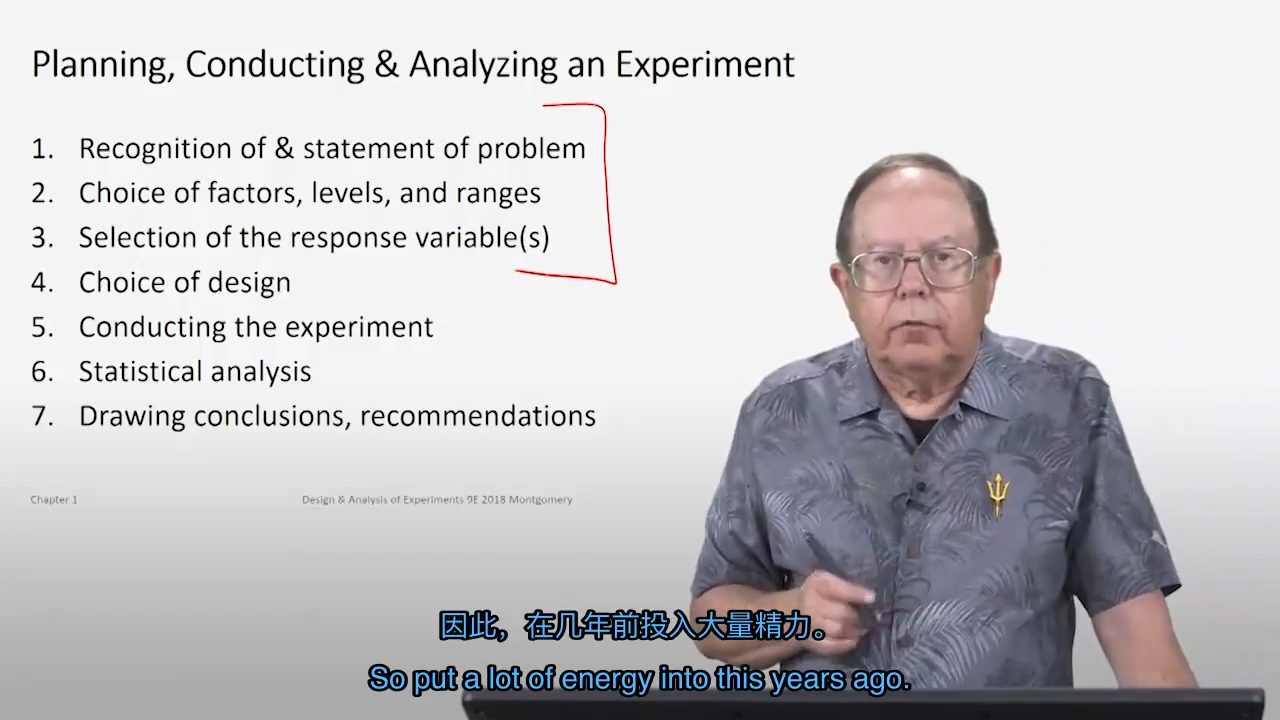 Planning, Conducting & Analyzing an Experiment
1. Recognition of & statement of problem
2. Choice of factors, levels, and ranges
3. Selection of the response variable(s)
4. Choice of design
5. Conducting the experiment
6. Statistical analysis
7. Drawing conclusions, recommendations
Chapter 1
Design & Analysis of Experiments 9E 2018 Montgomery
因此，在几年前投入大量精力。
So put a lot of energy into this years ago.